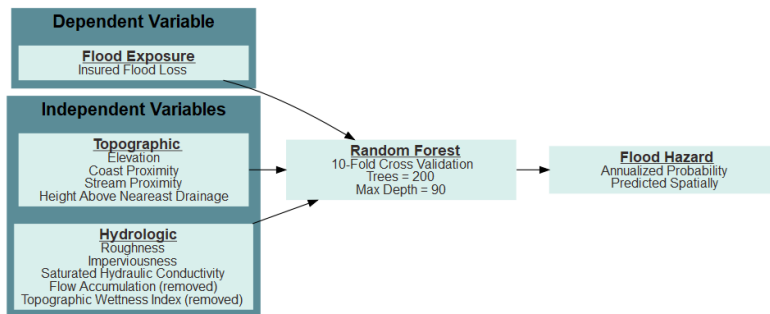 Dependent Variable
Flood Exposure
Insured Flood Loss
Independent Variables
Topographic
Elevation
Coast Proximity
Stream Proximity
Height Above Neareast Drainage
Hydrologic
Roughness
Imperviousness
Saturated Hydraulic Conductivity
Flow Accumulation (removed)
Topographic Wettness Index (removed)
Random Forest
10-Fold Cross Validation
Trees = 200
Max Depth = 90
Flood Hazard
Annualized Probability
Predicted Spatially